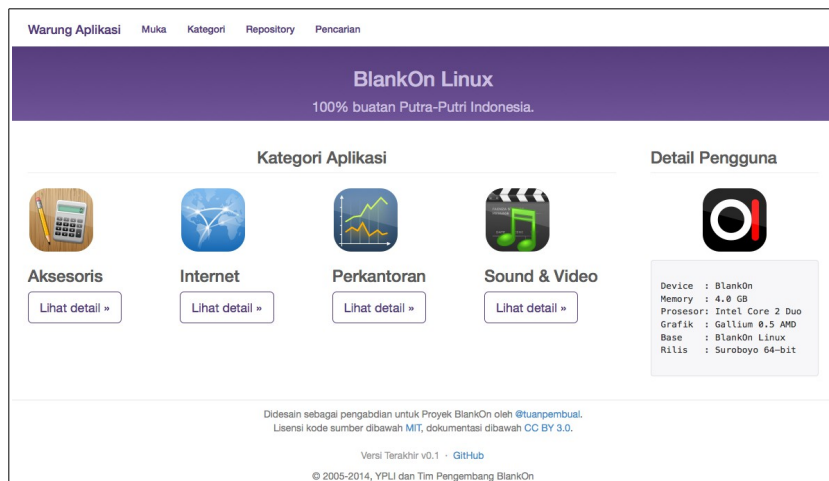 Warung Aplikasi Muka Kategori Repository Pencarian
BlankOn Linux
100% buatan Putra-Putri Indonesia.
Kategori Aplikasi
Detail Pengguna
Aksesoris Internet Perkantoran Sound & Video
Lihat detail » Lihat detail » Lihat detail » Lihat detail »
Device : BlankOn
Memory : 4.0 GB
Prosesor: Intel Core 2 Duo
Grafik : Gallium 0.5 AMD
Base : BlankOn Linux
Rilis : Suroboyo 64-bit
Didesain sebagai pengabdian untuk Proyek BlankOn oleh @tuanpembual.
Lisensi kode sumber dibawah MIT, dokumentasi dibawah CC BY 3.0.
Versi Terakhir v0.1 · GitHub
© 2005-2014, YPLI dan Tim Pengembang BlankOn